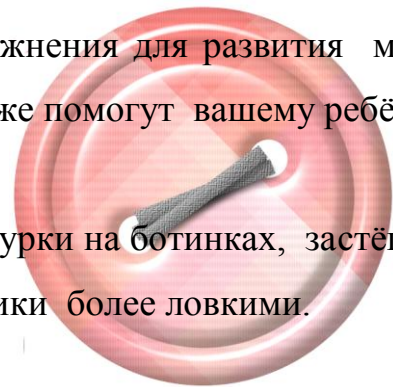 жнения для развития м
же помогут вашему ребё
урки на ботинках, застё
ики более ловкими.